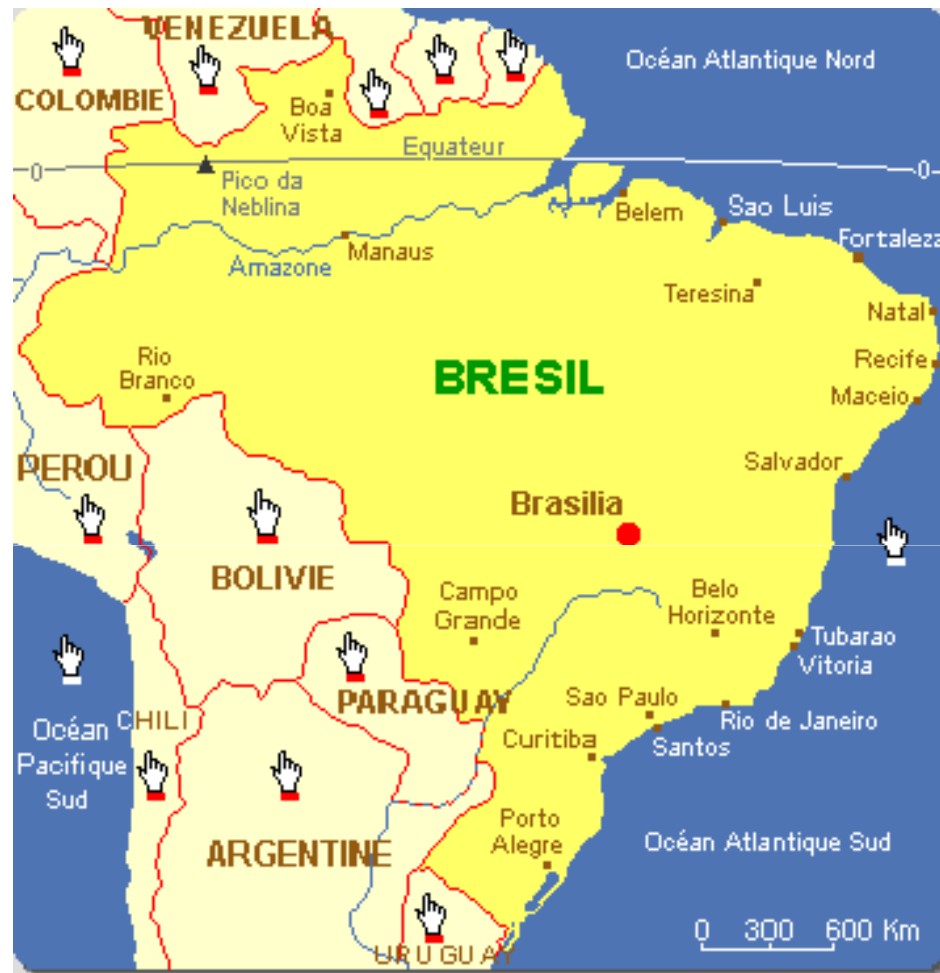 VENEZUELA
Océan Atlantique Nord
COLOMBIE
Boa
Vista
Equateur
0
0
Pico da
Neblina
Belem
Sao Luis
Manaus
Fortaleza
Amazone
Teresina
Natal
Rio
Branco
BRESIL
Recife
Maceio
PEROU
Salvador
Brasilia
BOLIVIE
Campo
Grande
Belo
Horizonte
Tubarao
Vitoria
PARAGUAY
Sao Paulo
CHILI
Océan
Pacifique
Sud
Rio de Janeiro
Curitiba
Santos
Porto
Alegre
ARGENTINE
Océan Atlantique Sud
0 300 600 Km
URUGUAY